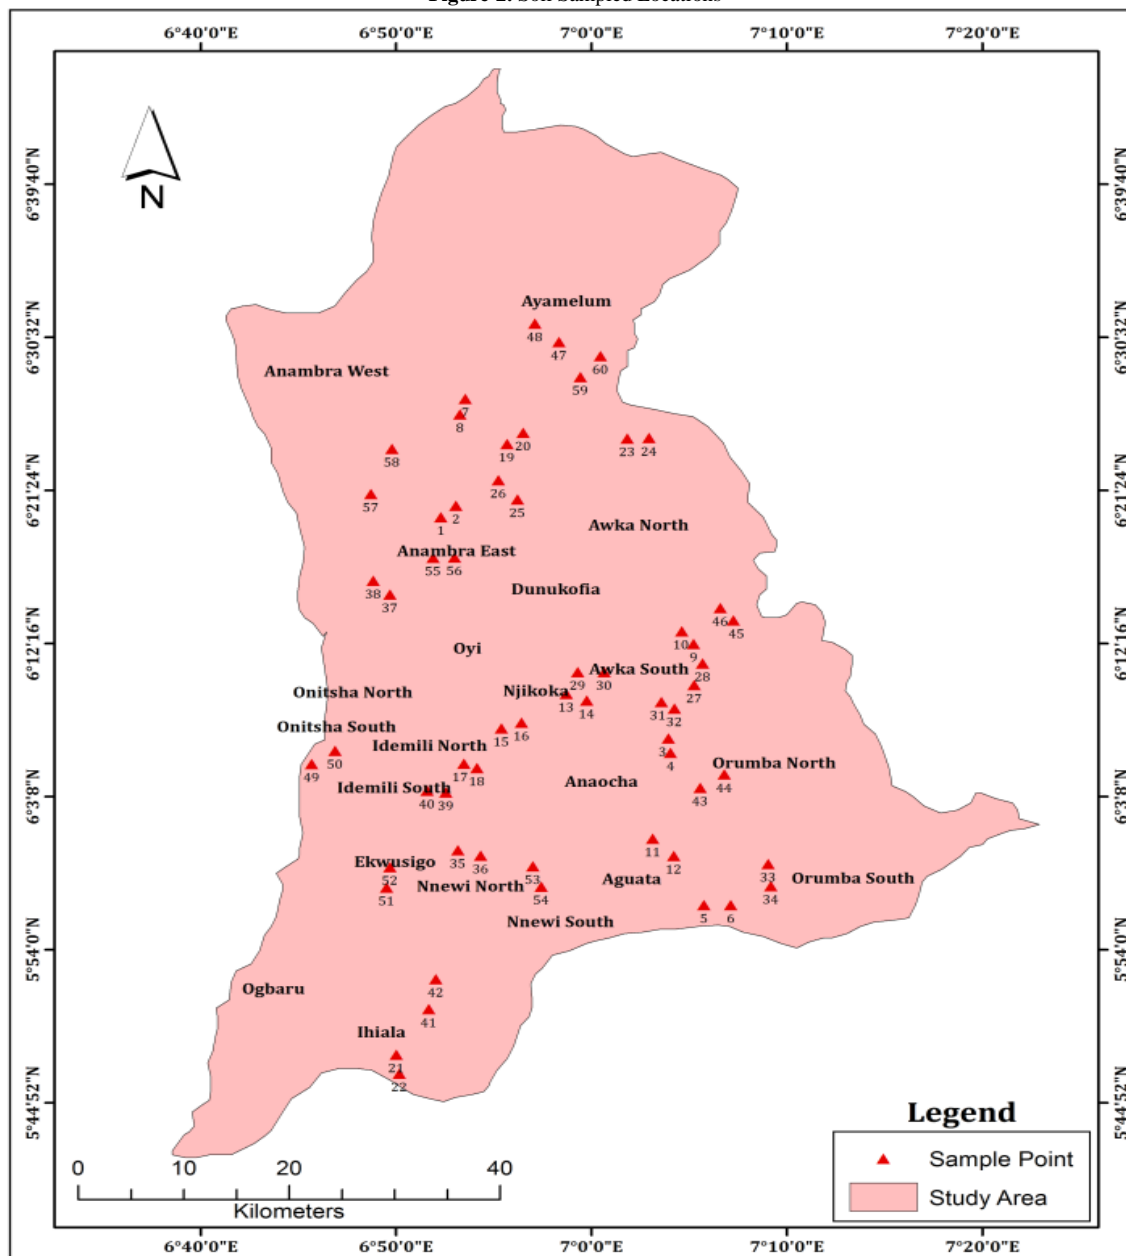 Figure 1: Soil Sampled Locations
6°40'0"E 6°50'0"E 7°0'0"E 7°10'0"E 7°20'0"E
6°39'40"N 6°39'40"N
N
Ayamelum
48
6°30'32"N 6°30'32"N
47
60
Anambra West
59
7
8
20
19 23 24
58
26
6°21'24"N 6°21'24"N
57
25
2
1
Awka North
Anambra East
55 56
Dunukofia
38
37
46
45
10
6°12'16"N 6°12'16"N
Oyi
9
Awka South
28
29 30
Onitsha North
Njikoka
27
13
14
31
32
Onitsha South
16
15
Idemili North
3
50
4
49
17
Orumba North
18
Anaocha
44
Idemili South
6°3'8"N 6°3'8"N
40 39
43
11
Ekwusigo
35
36
12
52
53
33
Nnewi North
Aguata
Orumba South
51
54
34
5 6
Nnewi South
5°54'0"N 5°54'0"N
Ogbaru
42
41
Ihiala
21
22
5°44'52"N 5°44'52"N
Legend
Sample Point
Study Area
0 10 20 40
Kilometers
6°40'0"E 6°50'0"E 7°0'0"E 7°10'0"E 7°20'0"E